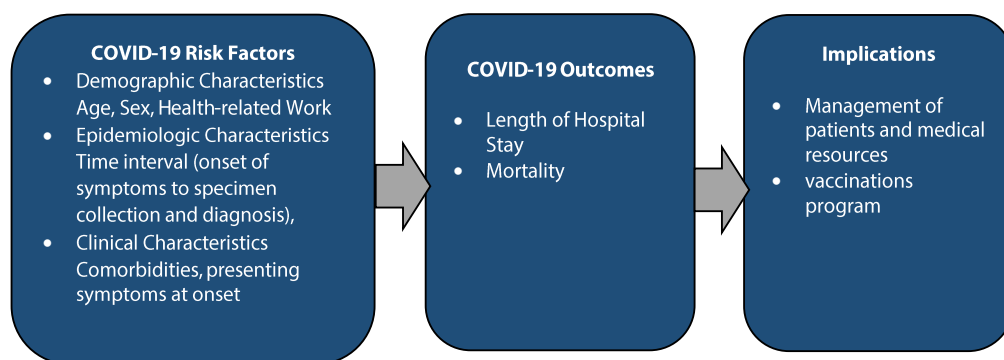 COVID-19 Risk Factors
• Demographic Characteristics
Age, Sex, Health-related Work
• Epidemiologic Characteristics
Time interval (onset of
symptoms to specimen
collection and diagnosis),
• Clinical Characteristics
Comorbidities, presenting
symptoms at onset
COVID-19 Outcomes
• Length of Hospital
Stay
• Mortality
Implications
• Management of
patients and medical
resources
• vaccinations
program